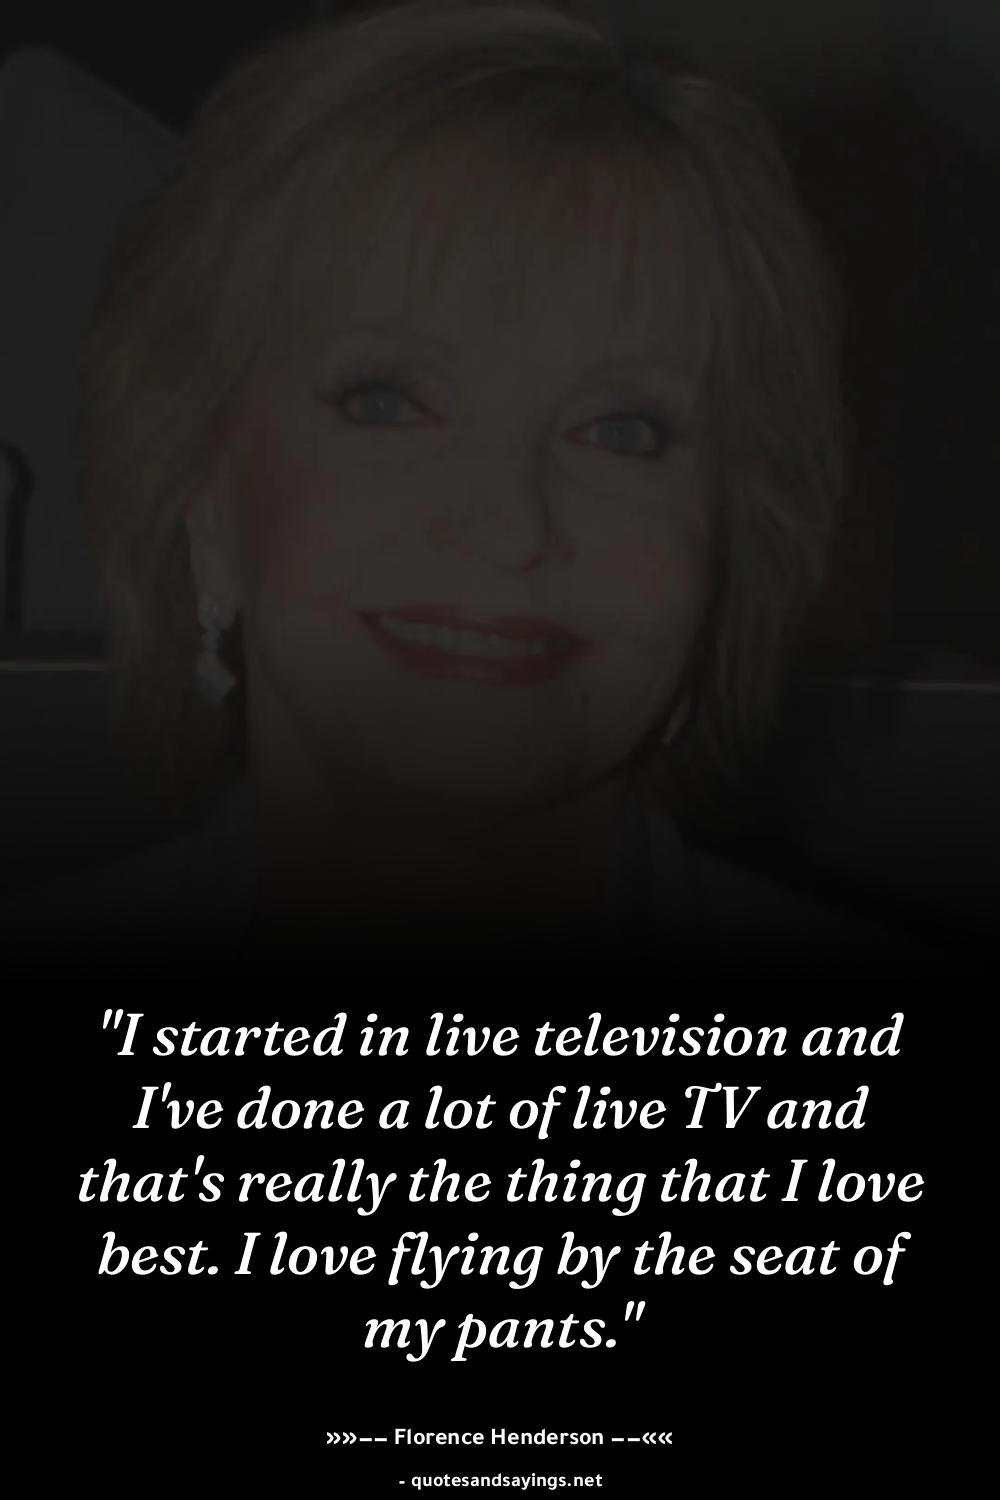 "I started in live television and
I've done a lot of live TV and
that's really the thing that I love
best. I love flying by the seat of
my pants."
»»–– Florence Henderson ––««
- quotesandsayings.net